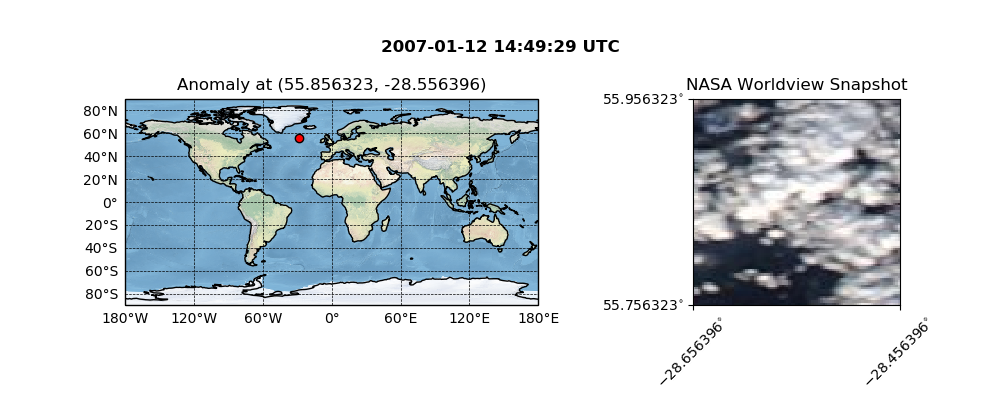 2007-01-12 14:49:29 UTC
Anomaly at (55.856323, -28.556396)
80°N
60°N
40°N
20°N
0°
20°S
40°S
60°S
80°S
180°W 120°W 60°W 0° 60°E 120°E 180°E
NASA Worldview Snapshot
55.956323°
55.756323°
−28.656396°
−28.456396°